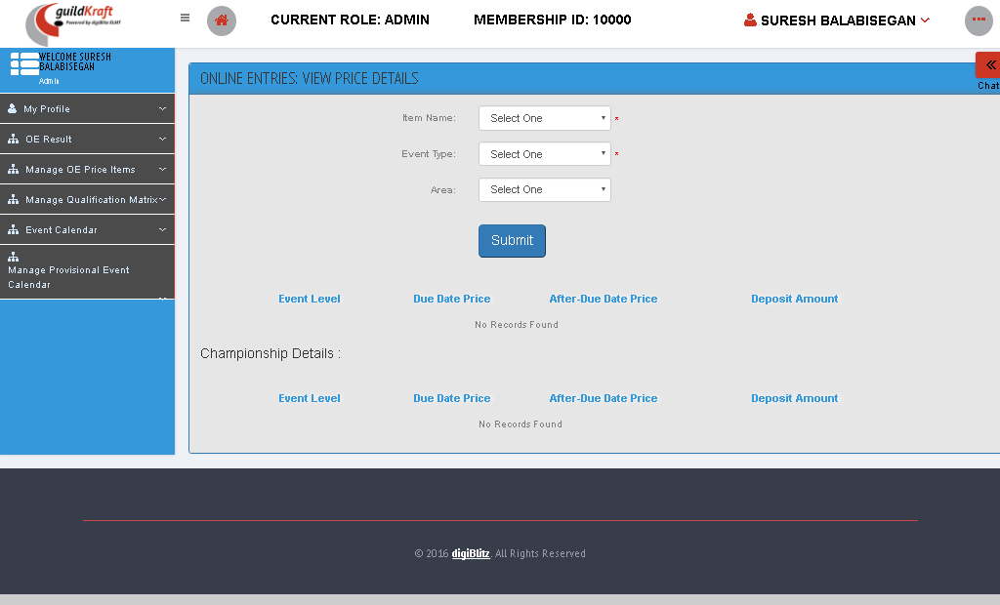 guildKraft
Powered by digiBlitz ELMT
CURRENT ROLE: ADMIN
MEMBERSHIP ID: 10000
SURESH BALABISEGAN
WELCOME SURESH
BALABISEGAN
Admin
My Profile
OE Result
Manage OE Price Items
Manage Qualification Matrix
Event Calendar
Manage Provisional Event
Calendar
Chat
ONLINE ENTRIES: VIEW PRICE DETAILS
Item Name: Select One *
Event Type: Select One *
Area: Select One
Submit
Event Level Due Date Price After-Due Date Price Deposit Amount
No Records Found
Championship Details :
Event Level Due Date Price After-Due Date Price Deposit Amount
No Records Found
© 2016 digiBlitz. All Rights Reserved